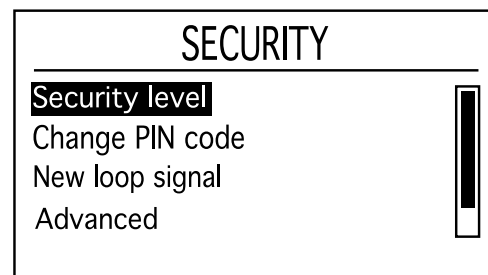 SECURITY
Security level
Change PIN code
New loop signal
Advanced